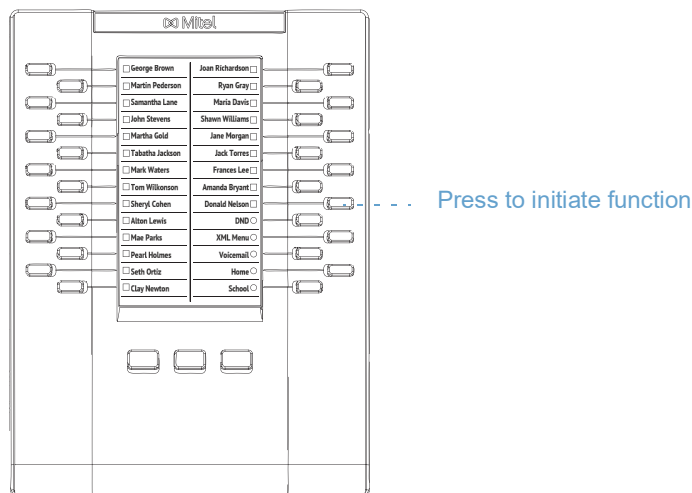 Mitel
George Brown Joan Richardson
Martin Pederson Ryan Gray
Samantha Lane Maria Davis
John Stevens Shawn Williams
Martha Gold Jane Morgan
Tabatha Jackson Jack Torres
Mark Waters Frances Lee
Tom Wilkonson Amanda Bryant
Sheryl Cohen Donald Nelson
Press to initiate function
Alton Lewis DND
Mae Parks XML Menu
Pearl Holmes Voicemail
Seth Ortiz Home
Clay Newton School